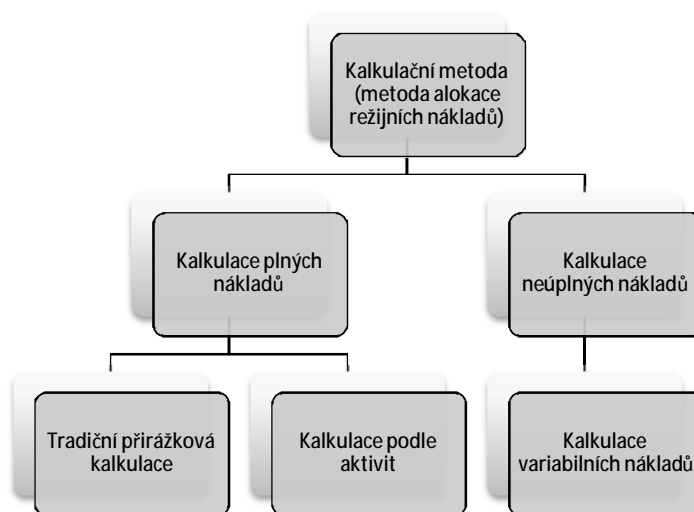 Kalkulační metoda
(metoda alokace
režijních nákladů)
Kalkulace plných
nákladů
Kalkulace
neúplných nákladů
Tradiční přirážková
kalkulace
Kalkulace podle
aktivit
Kalkulace
variabilních nákladů